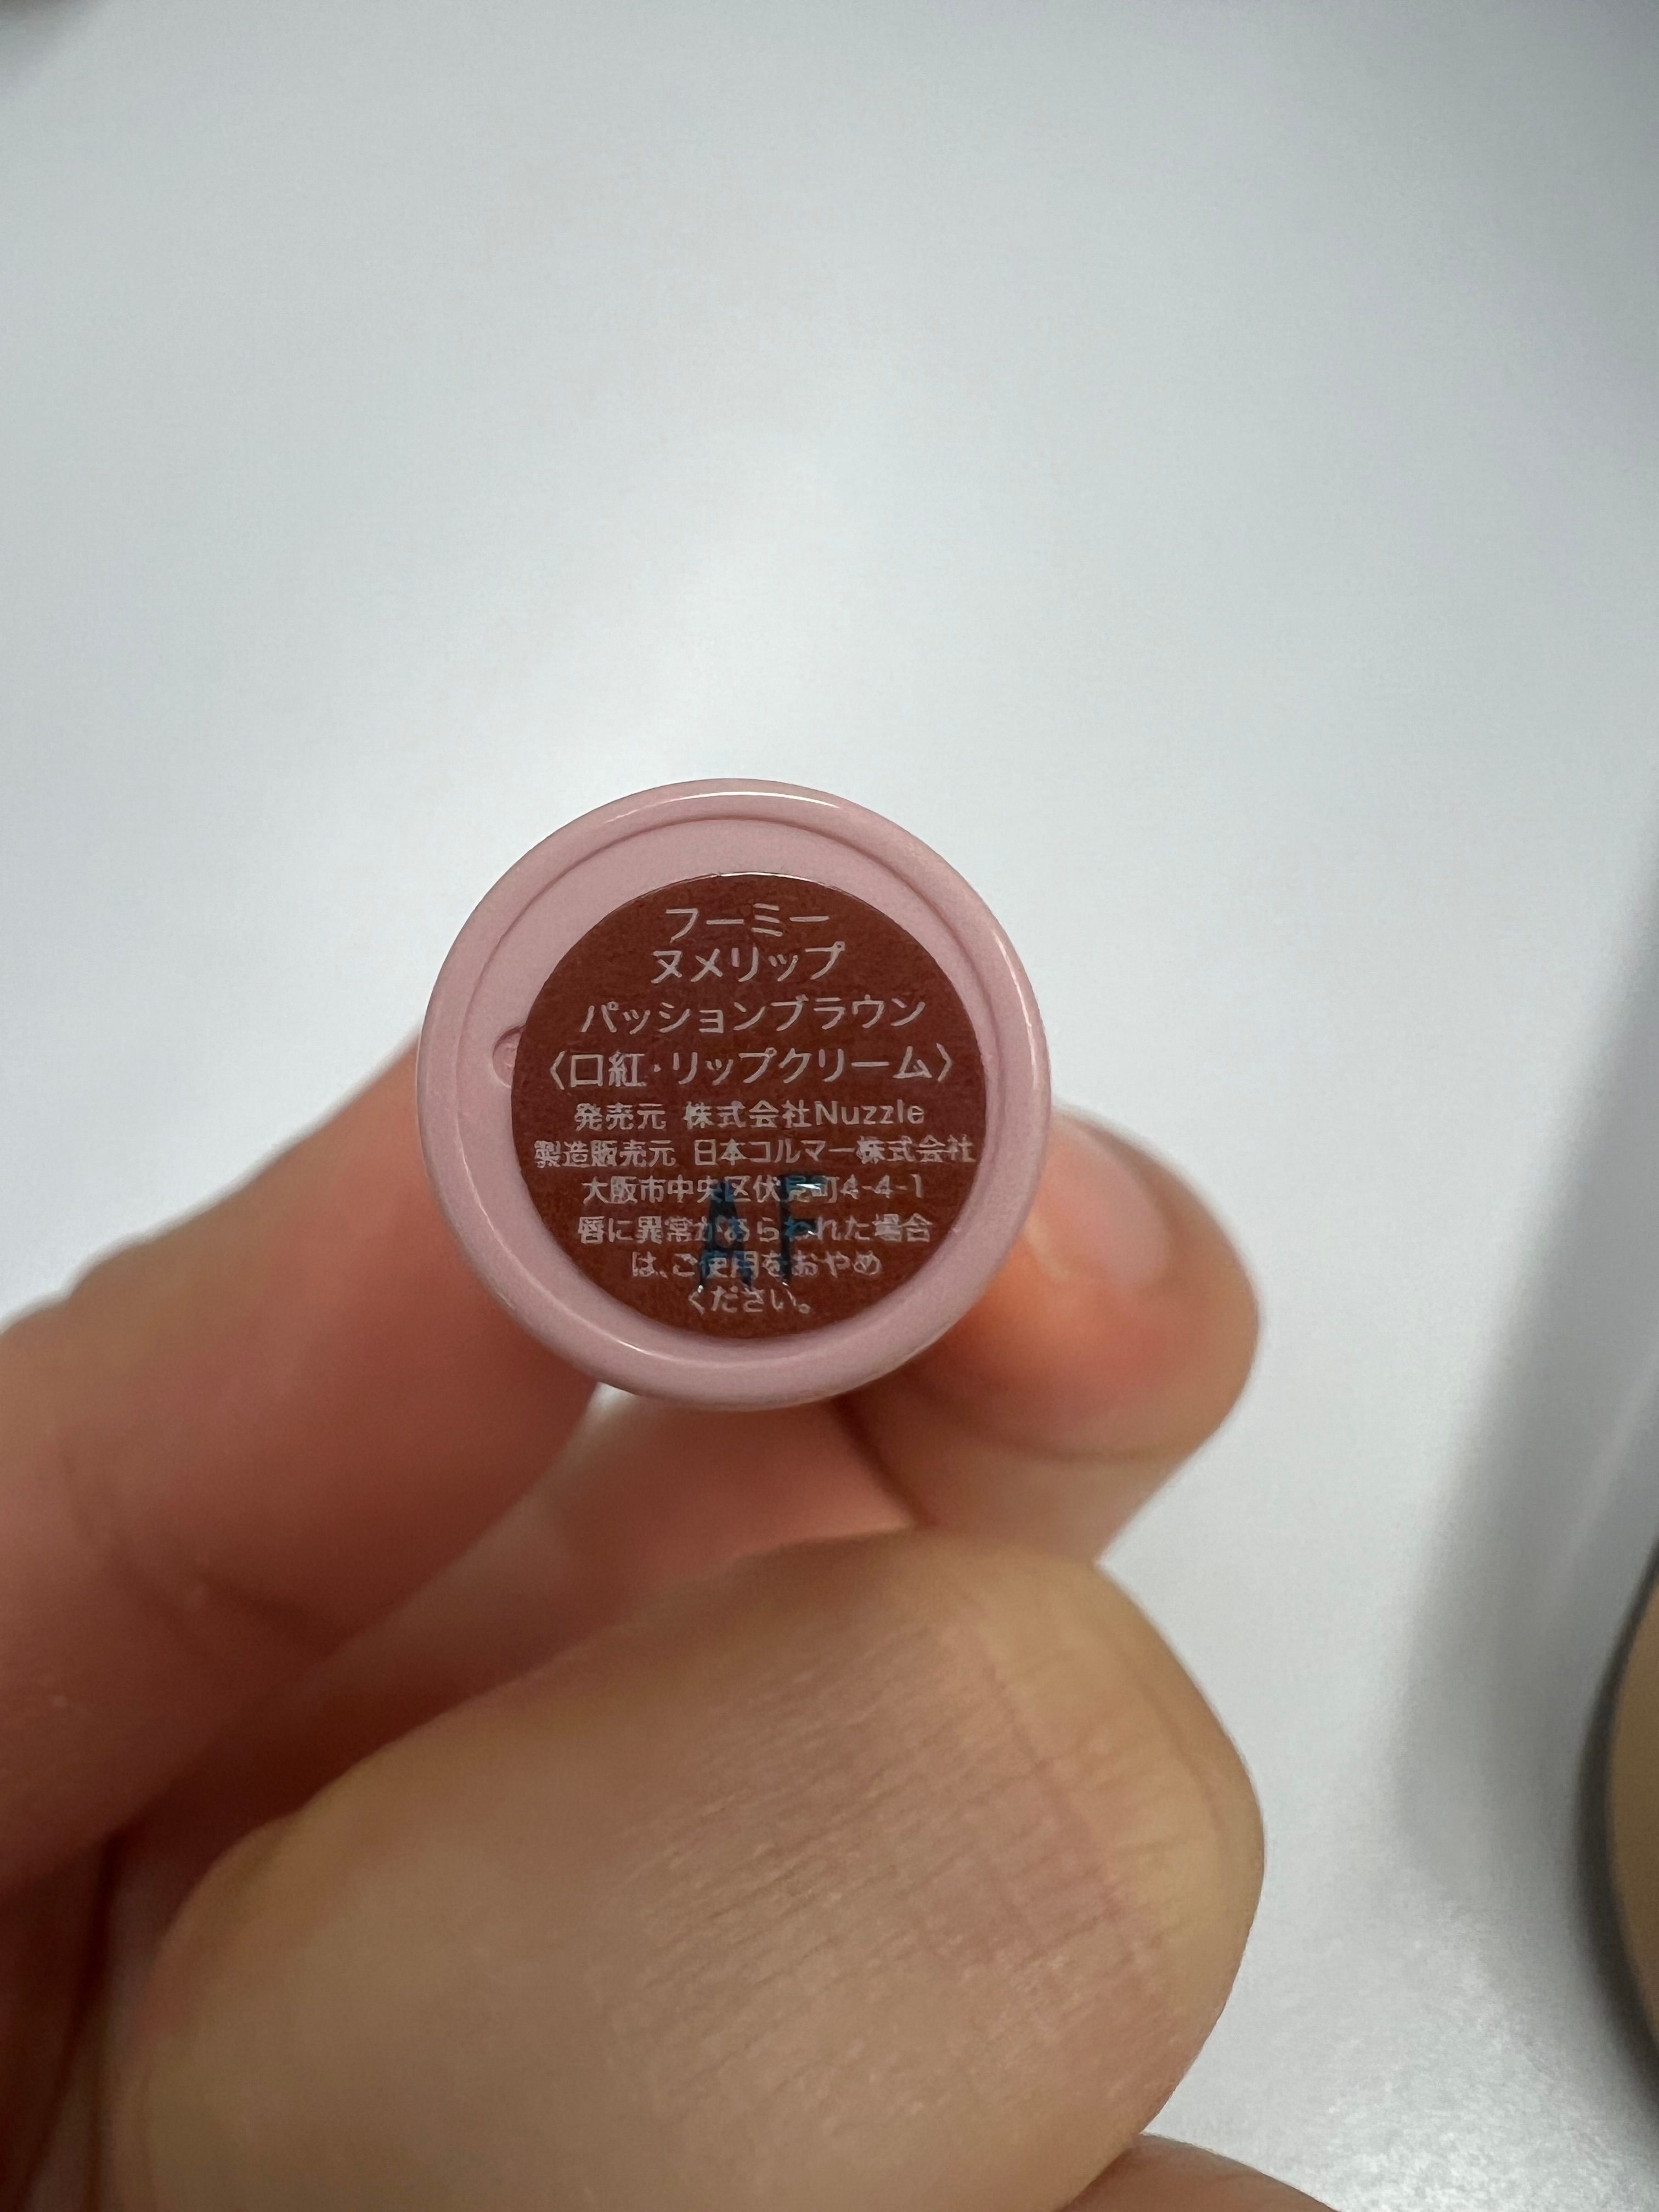 フーミー
ヌメリップ
パッションブラウン
〈口紅・リップクリーム〉
発売元 株式会社Nuzzle
製造販売元 日本コルマー株式会社
大阪市中央区伏見町4-4-1
唇に異常があらわれた場合
は、ご使用をおやめ
ください。
AF